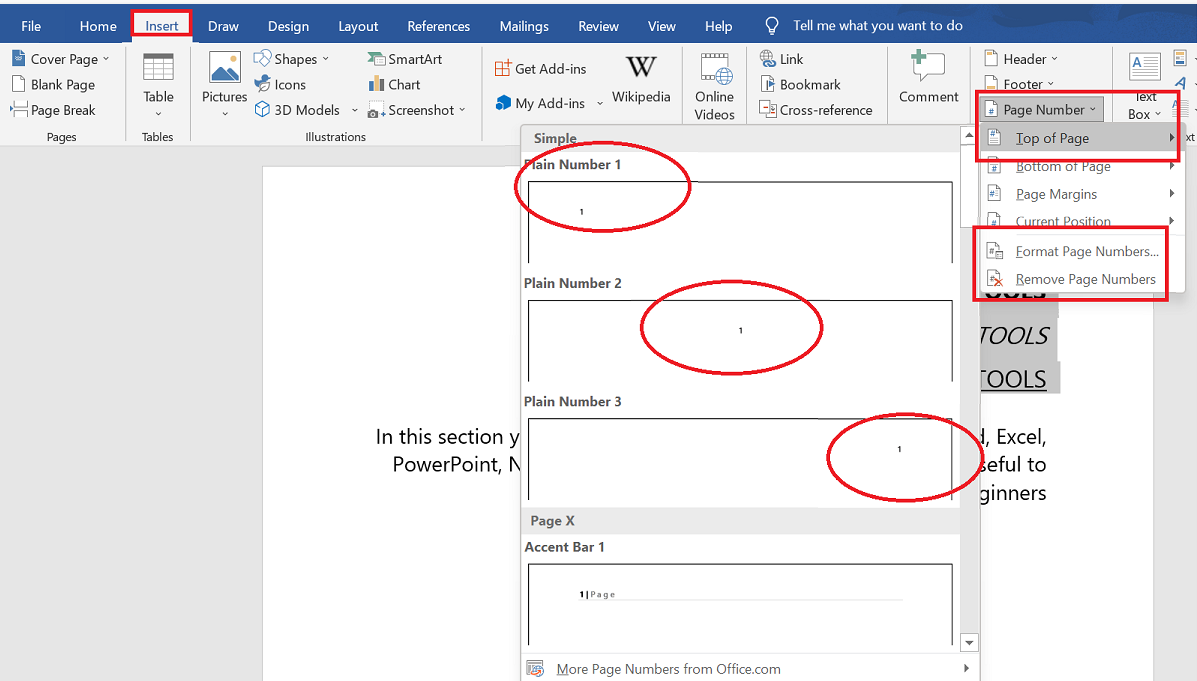 File Home Insert Draw Design Layout References Mailings Review View Help Tell me what you want to do
Cover Page
Blank Page
Page Break
Pages
Table
Tables
Pictures
Shapes
Icons
3D Models
SmartArt
Chart
Screenshot
Illustrations
Get Add-ins
My Add-ins
W
Wikipedia
Online
Videos
Link
Bookmark
Cross-reference
Comment
Header
Footer
Page Number
A
Text
Box
A
xt
Top of Page
Bottom of Page
Page Margins
Current Position
Format Page Numbers...
Remove Page Numbers
Simple
Plain Number 1
1
Plain Number 2
1
Plain Number 3
1
Page X
Accent Bar 1
1|Page
More Page Numbers from Office.com
OOLS
TOOLS
TOOLS
In this section y d, Excel,
PowerPoint, N seful to
ginners